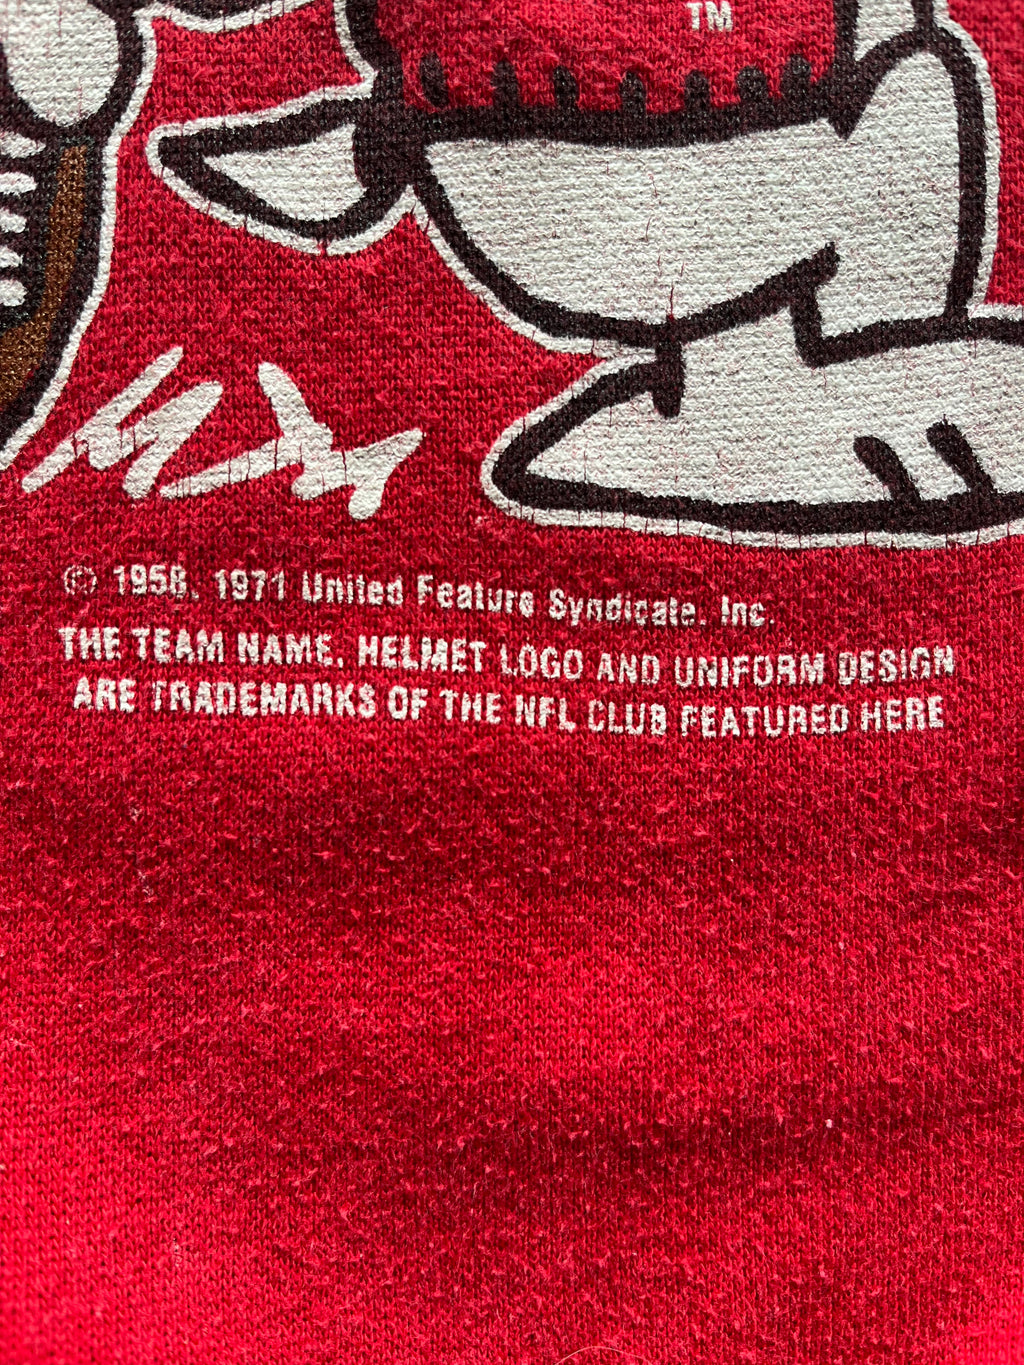 TM
© 1958, 1971 United Feature Syndicate, Inc.
THE TEAM NAME, HELMET LOGO AND UNIFORM DESIGN
ARE TRADEMARKS OF THE NFL CLUB FEATURED HERE